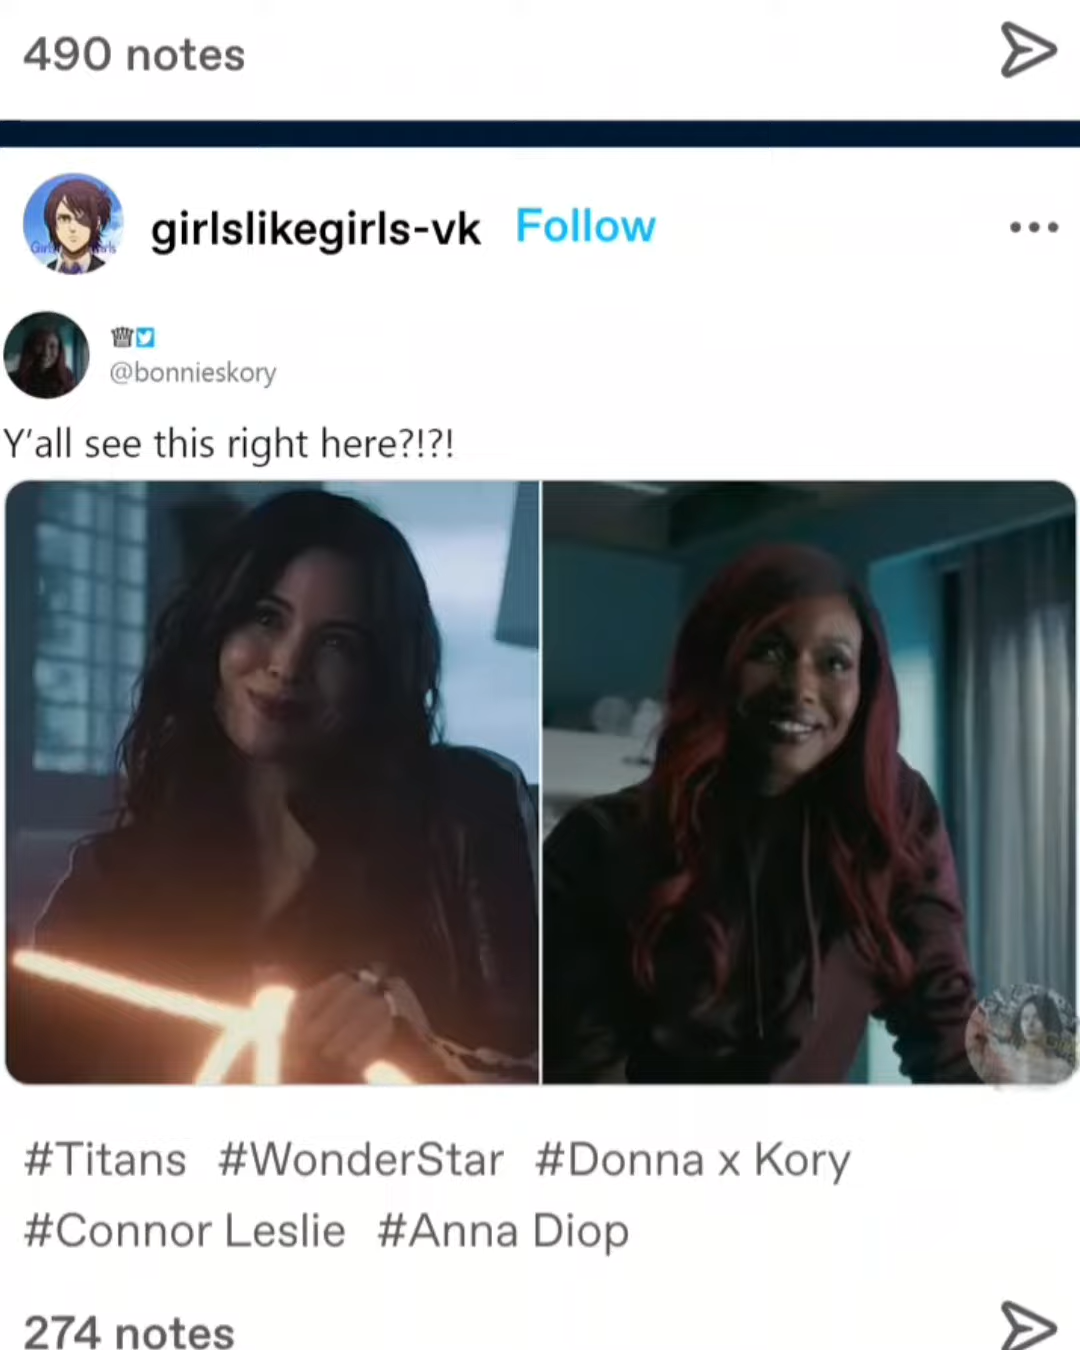 490 notes
girlslikegirls-vk Follow
@bonnieskory
Y'all see this right here?!?!
#Titans #WonderStar #Donna x Kory
#Connor Leslie #Anna Diop
274 notes